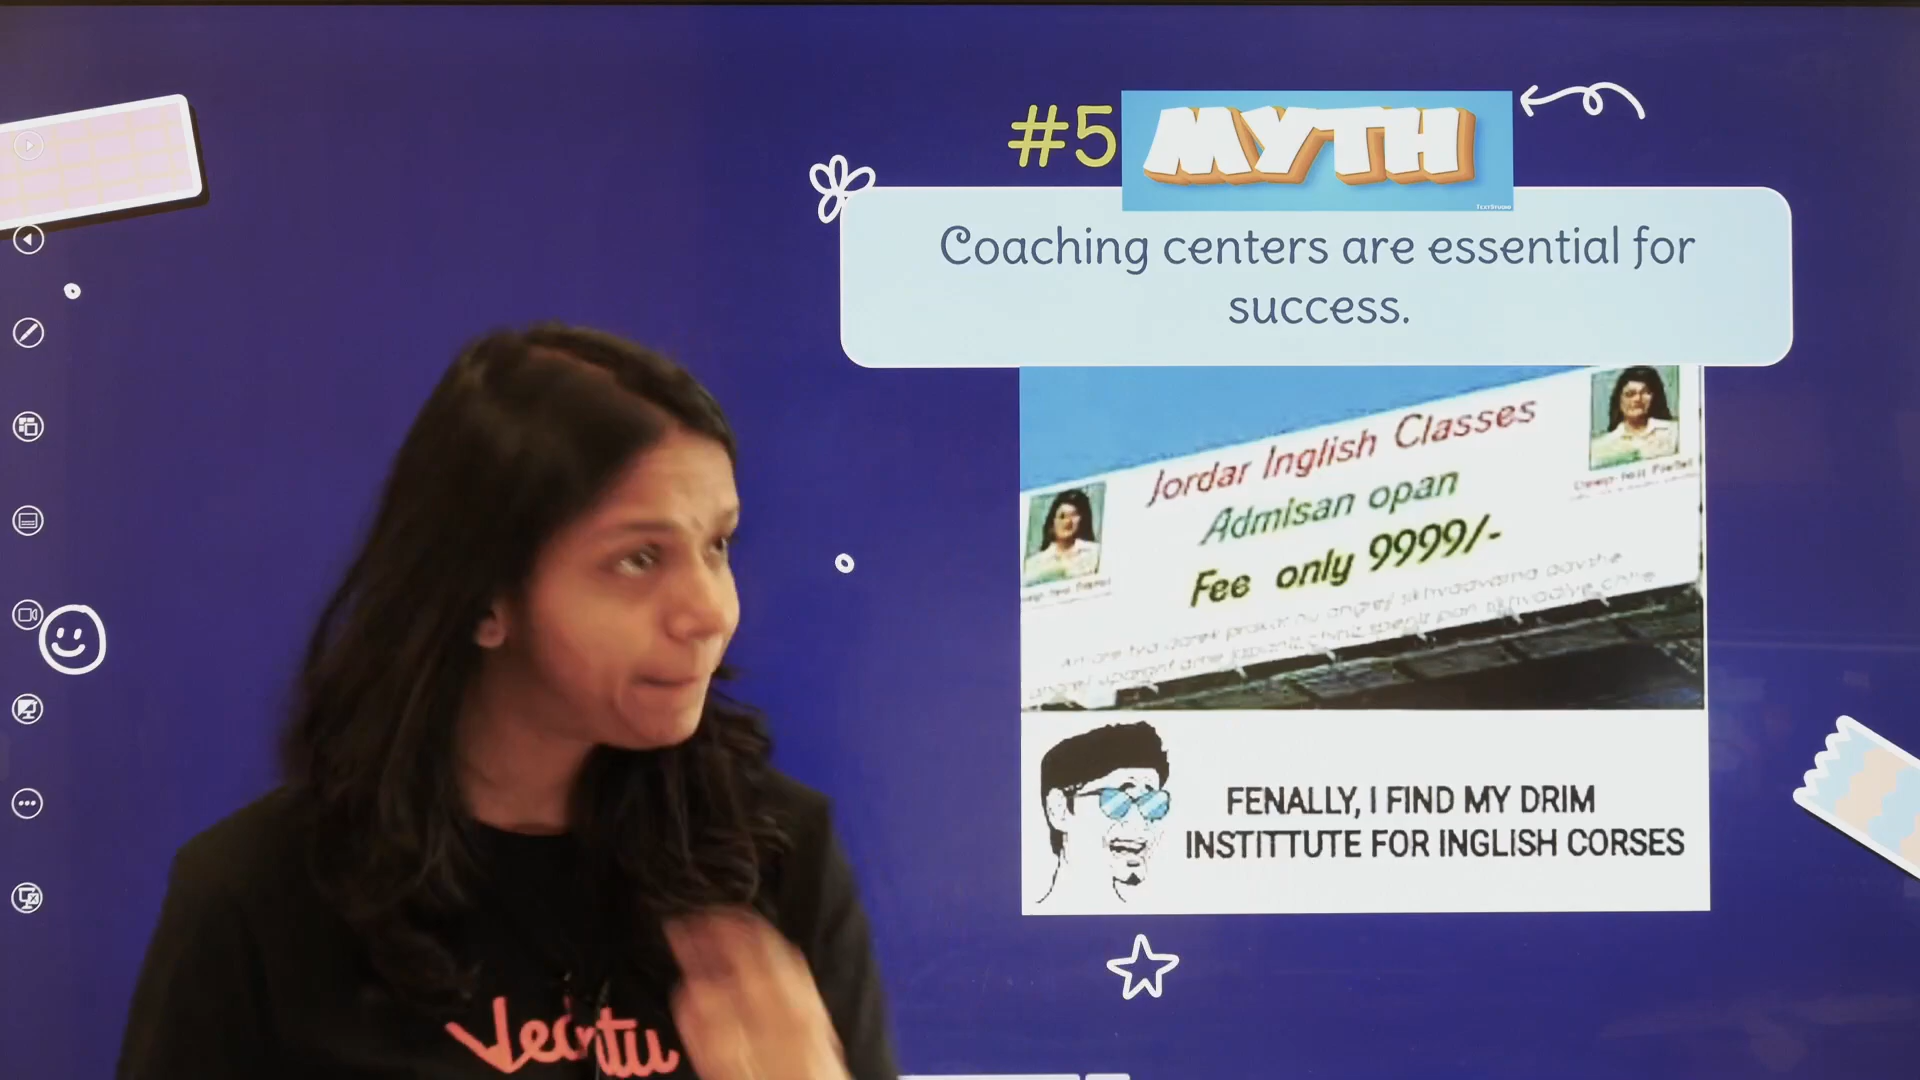 #5 MYTH
Coaching centers are essential for
success.
Jordar Inglish Classes
Admisan opan
Fee only 9999/-
FENALLY, I FIND MY DRIM
INSTITTUTE FOR INGLISH CORSES
Vedantu